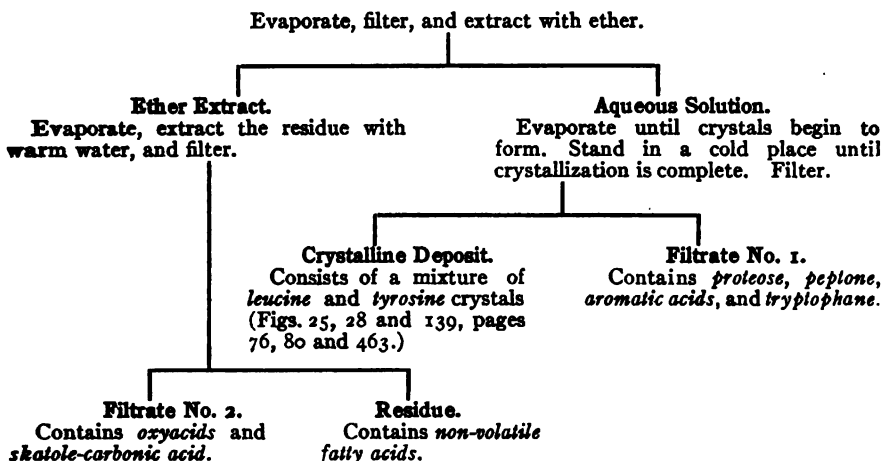 Evaporate, filter, and extract with ether.
Ether Extract.
Evaporate, extract the residue with
warm water, and filter.
Aqueous Solution.
Evaporate until crystals begin to
form. Stand in a cold place until
crystallization is complete. Filter.
Crystalline Deposit.
Consists of a mixture of
leucine and tyrosine crystals
(Figs. 25, 28 and 139, pages
76, 80 and 463.)
Filtrate No. 1.
Contains proteose, peptone,
aromatic acids, and tryptophane.
Filtrate No. 2.
Contains oxyacids and
skatole-carbonic acid.
Residue.
Contains non-volatile
fatty acids.